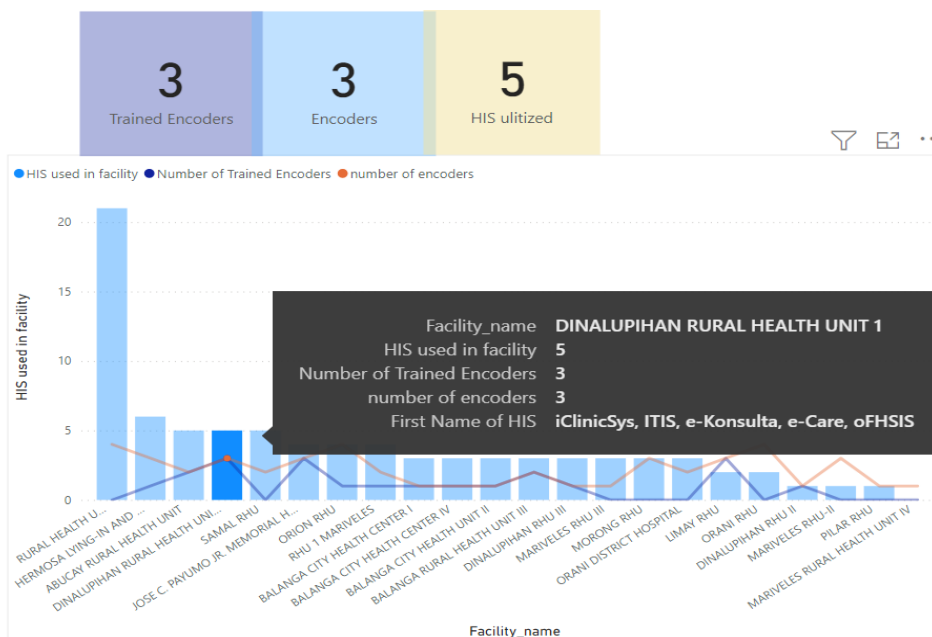 3
Trained Encoders
3
Encoders
5
HIS ulitized
HIS used in facility
Number of Trained Encoders
number of encoders
HIS used in facility
20
15
10
5
0
Facility_name DINALUPIHAN RURAL HEALTH UNIT 1
HIS used in facility 5
Number of Trained Encoders 3
number of encoders 3
First Name of HIS iClinicSys, ITIS, e-Konsulta, e-Care, oFHSIS
RURAL HEALTH U...
HERMOSA LYING-IN AND ...
ABUCAY RURAL HEALTH UNIT
DINALUPIHAN RURAL HEALTH UNI...
SAMAL RHU
JOSE C. PAYUMO JR. MEMORIAL H...
ORION RHU
RHU 1 MARIVELES
BALANGA CITY HEALTH CENTER I
BALANGA CITY HEALTH CENTER IV
BALANGA CITY HEALTH UNIT II
BALANGA RURAL HEALTH UNIT III
DINALUPIHAN RHU III
MARIVELES RHU III
MORONG RHU
ORANI DISTRICT HOSPITAL
LIMAY RHU
ORANI RHU
DINALUPIHAN RHU II
MARIVELES RHU-II
PILAR RHU
MARIVELES RURAL HEALTH UNIT IV
Facility_name